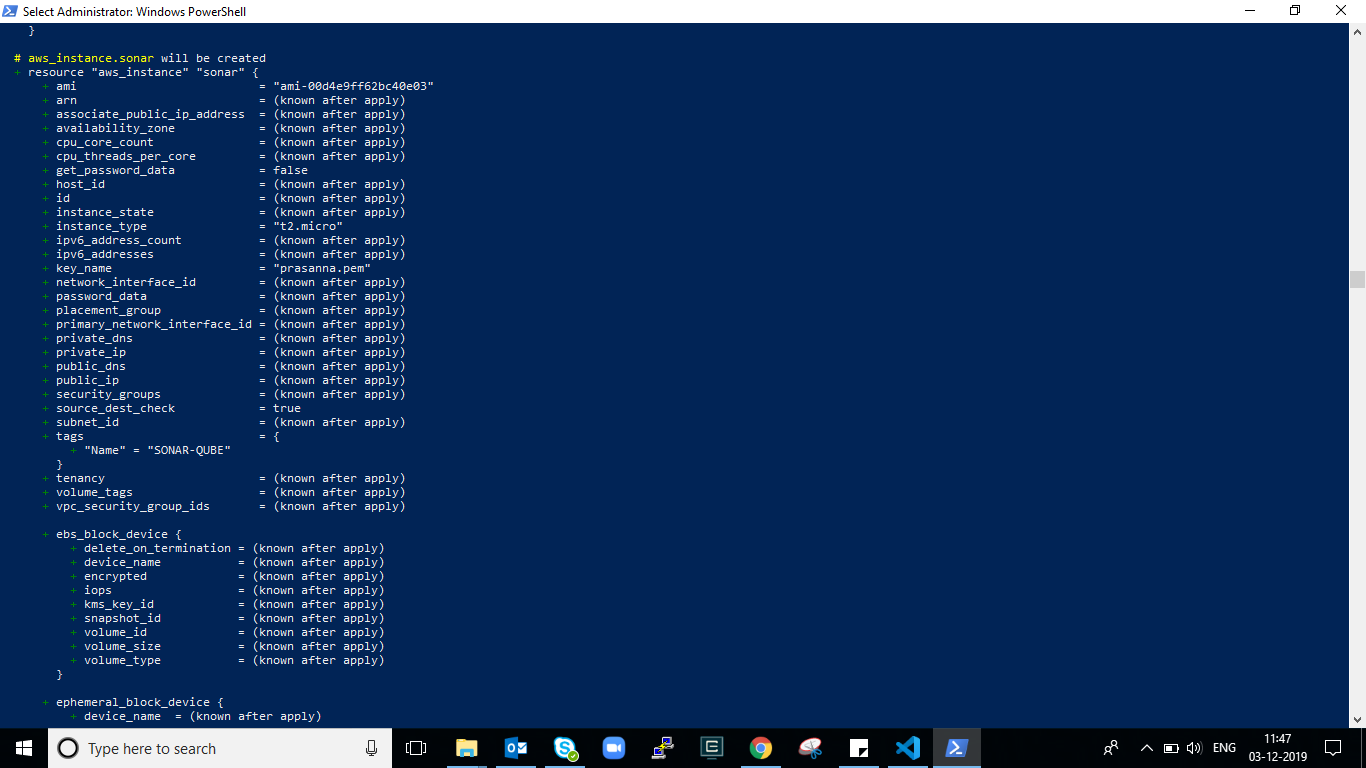 Select Administrator: Windows PowerShell
}
# aws_instance.sonar will be created
+ resource "aws_instance" "sonar" {
+ ami = "ami-00d4e9ff62bc40e03"
+ arn = (known after apply)
+ associate_public_ip_address = (known after apply)
+ availability_zone = (known after apply)
+ cpu_core_count = (known after apply)
+ cpu_threads_per_core = (known after apply)
+ get_password_data = false
+ host_id = (known after apply)
+ id = (known after apply)
+ instance_state = (known after apply)
+ instance_type = "t2.micro"
+ ipv6_address_count = (known after apply)
+ ipv6_addresses = (known after apply)
+ key_name = "prasanna.pem"
+ network_interface_id = (known after apply)
+ password_data = (known after apply)
+ placement_group = (known after apply)
+ primary_network_interface_id = (known after apply)
+ private_dns = (known after apply)
+ private_ip = (known after apply)
+ public_dns = (known after apply)
+ public_ip = (known after apply)
+ security_groups = (known after apply)
+ source_dest_check = true
+ subnet_id = (known after apply)
+ tags = {
+ "Name" = "SONAR-QUBE"
}
+ tenancy = (known after apply)
+ volume_tags = (known after apply)
+ vpc_security_group_ids = (known after apply)
+ ebs_block_device {
+ delete_on_termination = (known after apply)
+ device_name = (known after apply)
+ encrypted = (known after apply)
+ iops = (known after apply)
+ kms_key_id = (known after apply)
+ snapshot_id = (known after apply)
+ volume_id = (known after apply)
+ volume_size = (known after apply)
+ volume_type = (known after apply)
}
+ ephemeral_block_device {
+ device_name = (known after apply)
Type here to search
ENG
11:47
03-12-2019